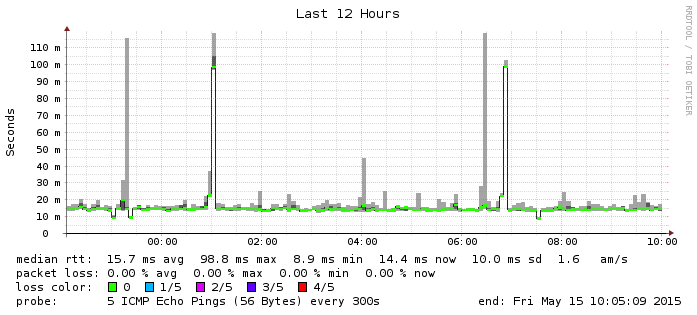 Last 12 Hours
RRDTOOL / TOBI OETIKER
Seconds
110 m
100 m
90 m
80 m
70 m
60 m
50 m
40 m
30 m
20 m
10 m
0
00:00 02:00 04:00 06:00 08:00 10:00
median rtt: 15.7 ms avg 98.8 ms max 8.9 ms min 14.4 ms now 10.0 ms sd 1.6 am/s
packet loss: 0.00 % avg 0.00 % max 0.00 % min 0.00 % now
loss color: 0 1/5 2/5 3/5 4/5
probe: 5 ICMP Echo Pings (56 Bytes) every 300s end: Fri May 15 10:05:09 2015